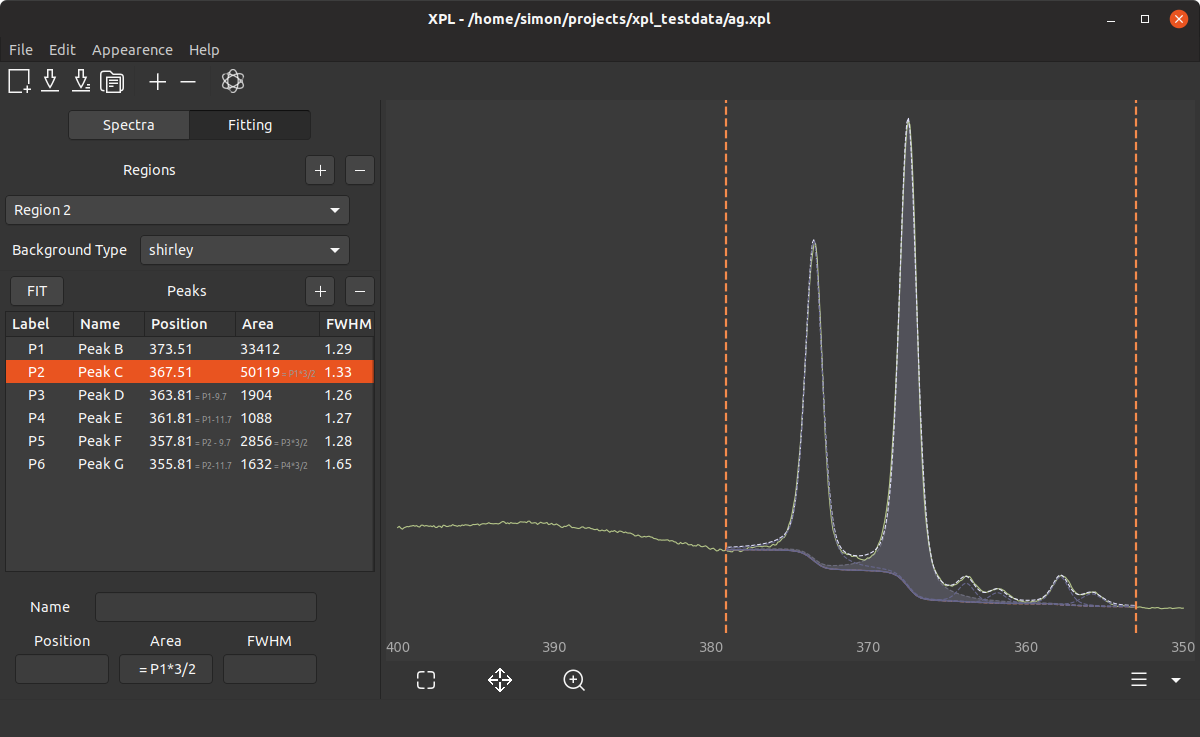 XPL - /home/simon/projects/xpl_testdata/ag.xpl
File Edit Appearence Help
Spectra Fitting
Regions
Region 2
Background Type shirley
FIT Peaks
Label Name Position Area FWHM
P1 Peak B 373.51 33412 1.29
P2 Peak C 367.51 50119 = P1*3/2 1.33
P3 Peak D 363.81 = P1-9.7 1904 1.26
P4 Peak E 361.81 = P1-11.7 1088 1.27
P5 Peak F 357.81 = P2 - 9.7 2856 = P3*3/2 1.28
P6 Peak G 355.81 = P2-11.7 1632 = P4*3/2 1.65
Name
Position Area FWHM
= P1*3/2
400 390 380 370 360 350